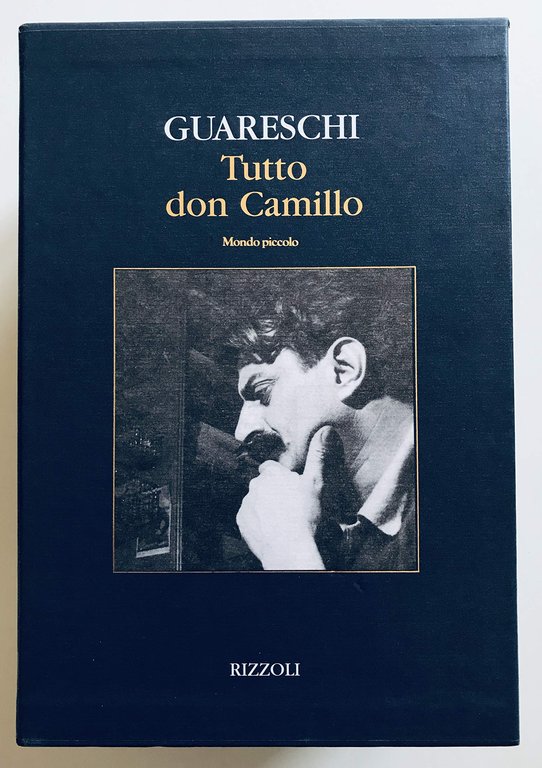 GUARESCHI
Tutto
don Camillo
Mondo piccolo
RIZZOLI